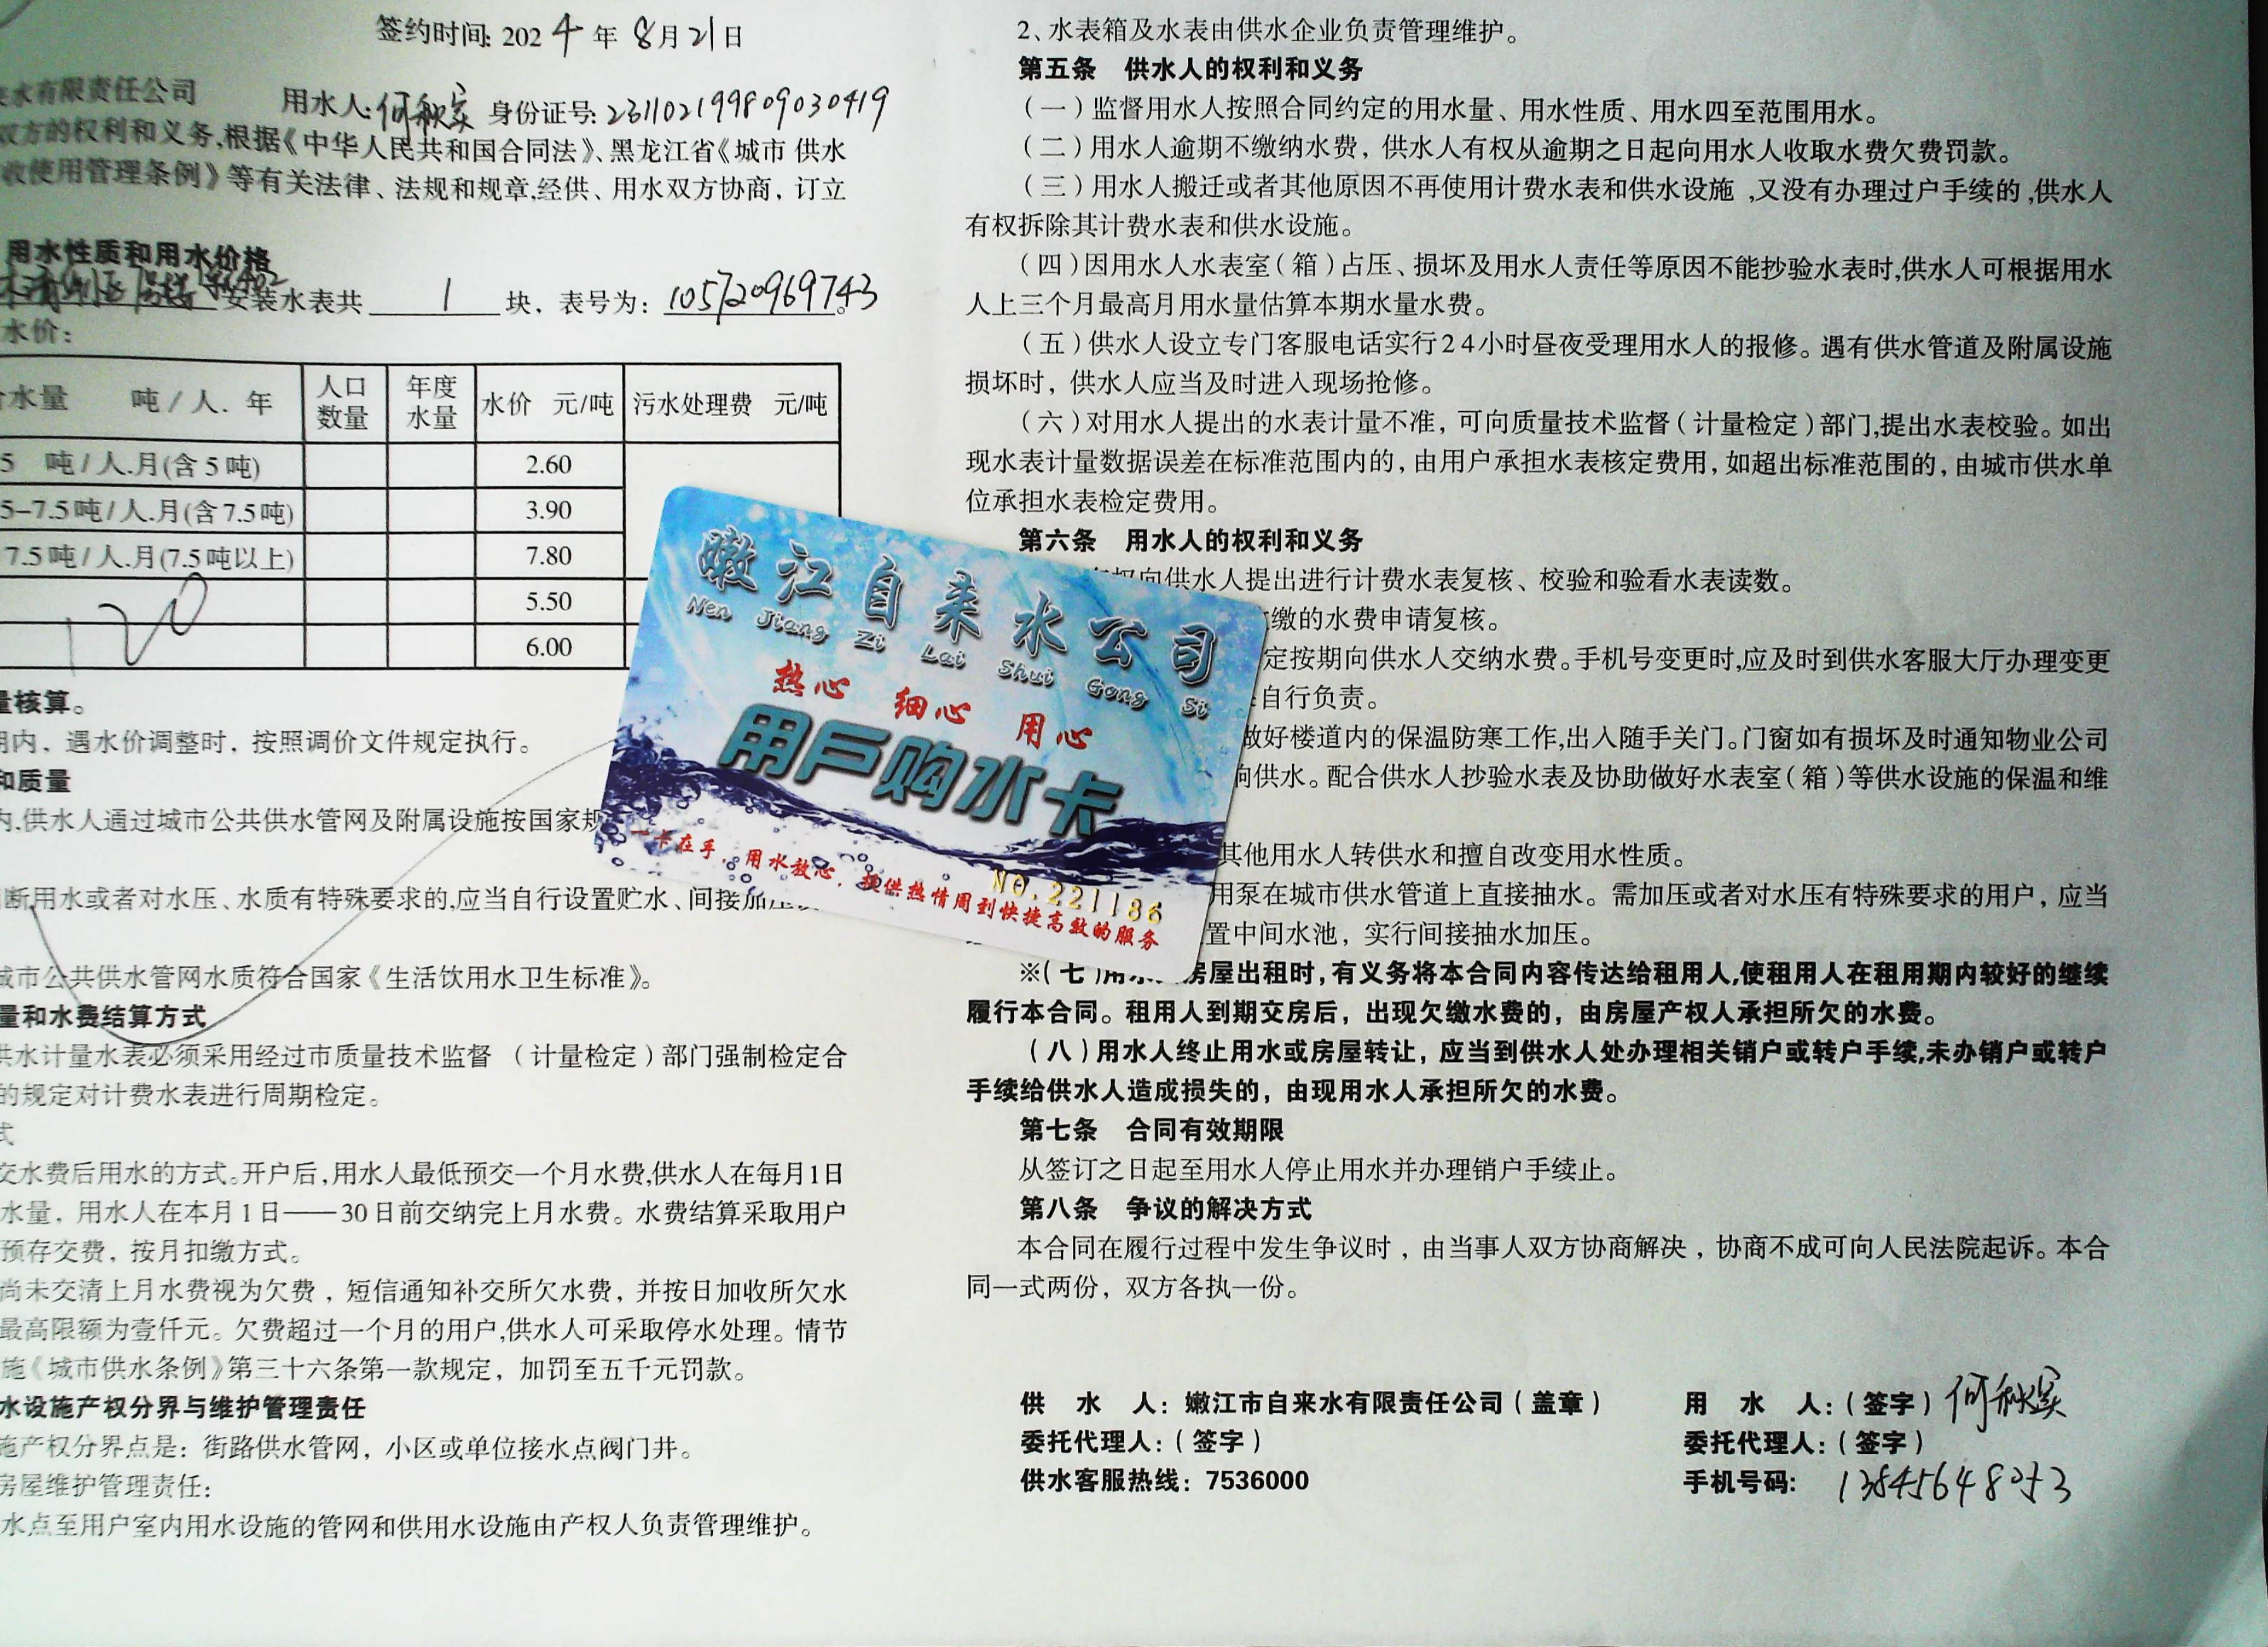 签约时间: 2024年8月21日
来水有限责任公司 用水人:何秋实 身份证号:231102199809030419
双方的权利和义务,根据《中华人民共和国合同法》、黑龙江省《城市 供水
收使用管理条例》等有关法律、法规和规章,经供、用水双方协商，订立
用水性质和用水价格
安装水表共 1 块，表号为：105720969743。
水价：
水量 吨/人.年 人口数量 年度水量 水价 元/吨 污水处理费 元/吨
5 吨/人.月(含5吨) 2.60
5–7.5吨/人.月(含7.5吨) 3.90
7.5吨/人.月(7.5吨以上) 7.80
5.50
120
6.00
量核算。
期内，遇水价调整时，按照调价文件规定执行。
和质量
内.供水人通过城市公共供水管网及附属设施按国家规
断用水或者对水压、水质有特殊要求的,应当自行设置贮水、间接加压
城市公共供水管网水质符合国家《生活饮用水卫生标准》。
量和水费结算方式
供水计量水表必须采用经过市质量技术监督（计量检定）部门强制检定合
的规定对计费水表进行周期检定。
式
交水费后用水的方式。开户后,用水人最低预交一个月水费,供水人在每月1日
水量，用水人在本月1日——30日前交纳完上月水费。水费结算采取用户
预存交费，按月扣缴方式。
尚未交清上月水费视为欠费，短信通知补交所欠水费，并按日加收所欠水
最高限额为壹仟元。欠费超过一个月的用户,供水人可采取停水处理。情节
施《城市供水条例》第三十六条第一款规定，加罚至五千元罚款。
水设施产权分界与维护管理责任
施产权分界点是：街路供水管网，小区或单位接水点阀门井。
房屋维护管理责任：
水点至用户室内用水设施的管网和供用水设施由产权人负责管理维护。
嫩江自来水公司
Nen Jiang Zi Lai Shui Gong Si
热心 细心 用心
用户购水卡
NO.221186
一卡在手，用水放心，提供热情周到快捷高效的服务
2、水表箱及水表由供水企业负责管理维护。
第五条 供水人的权利和义务
（一）监督用水人按照合同约定的用水量、用水性质、用水四至范围用水。
（二）用水人逾期不缴纳水费，供水人有权从逾期之日起向用水人收取水费欠费罚款。
（三）用水人搬迁或者其他原因不再使用计费水表和供水设施,又没有办理过户手续的,供水人
有权拆除其计费水表和供水设施。
（四）因用水人水表室（箱）占压、损坏及用水人责任等原因不能抄验水表时,供水人可根据用水
人上三个月最高月用水量估算本期水量水费。
（五）供水人设立专门客服电话实行24小时昼夜受理用水人的报修。遇有供水管道及附属设施
损坏时，供水人应当及时进入现场抢修。
（六）对用水人提出的水表计量不准，可向质量技术监督（计量检定）部门,提出水表校验。如出
现水表计量数据误差在标准范围内的，由用户承担水表核定费用，如超出标准范围的，由城市供水单
位承担水表检定费用。
第六条 用水人的权利和义务
有权向供水人提出进行计费水表复核、校验和验看水表读数。
缴的水费申请复核。
定按期向供水人交纳水费。手机号变更时,应及时到供水客服大厅办理变更
自行负责。
做好楼道内的保温防寒工作,出入随手关门。门窗如有损坏及时通知物业公司
响供水。配合供水人抄验水表及协助做好水表室（箱）等供水设施的保温和维
其他用水人转供水和擅自改变用水性质。
用泵在城市供水管道上直接抽水。需加压或者对水压有特殊要求的用户，应当
置中间水池，实行间接抽水加压。
※(七)用水 房屋出租时,有义务将本合同内容传达给租用人,使租用人在租用期内较好的继续
履行本合同。租用人到期交房后，出现欠缴水费的，由房屋产权人承担所欠的水费。
（八）用水人终止用水或房屋转让，应当到供水人处办理相关销户或转户手续,未办销户或转户
手续给供水人造成损失的，由现用水人承担所欠的水费。
第七条 合同有效期限
从签订之日起至用水人停止用水并办理销户手续止。
第八条 争议的解决方式
本合同在履行过程中发生争议时，由当事人双方协商解决，协商不成可向人民法院起诉。本合
同一式两份，双方各执一份。
供 水 人：嫩江市自来水有限责任公司（盖章） 用 水 人：（签字）何秋实
委托代理人：（签字） 委托代理人：（签字）
供水客服热线：7536000 手机号码：